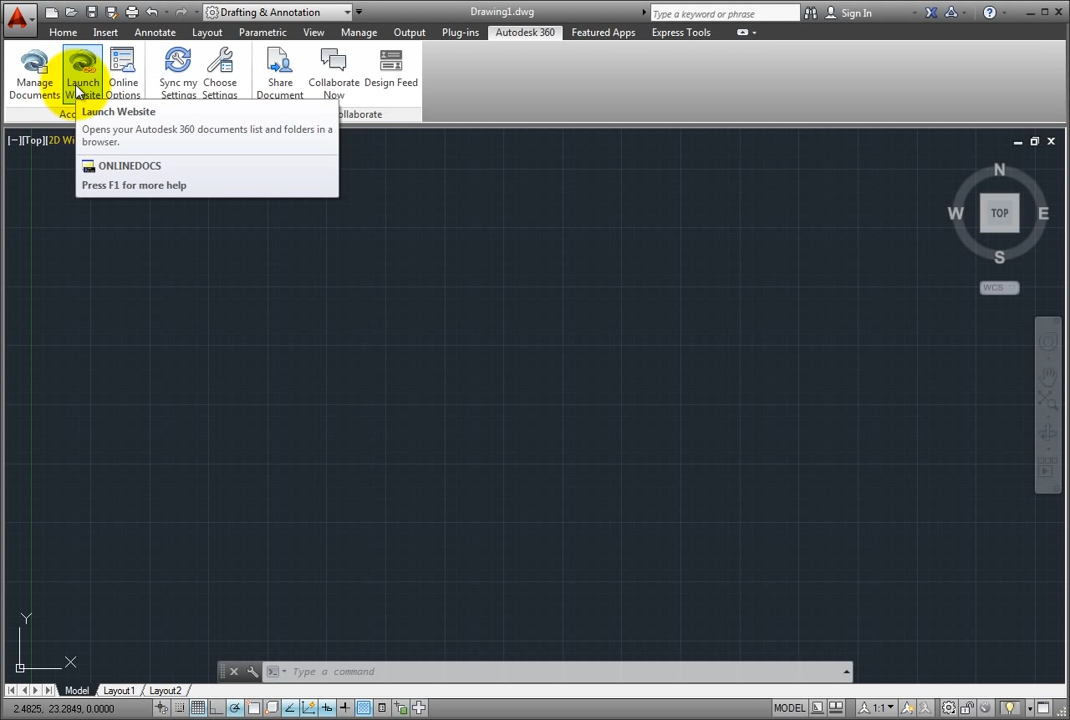 Drafting & Annotation
Drawing1.dwg
Type a keyword or phrase
Sign In
Home Insert Annotate Layout Parametric View Manage Output Plug-ins Autodesk 360 Featured Apps Express Tools
Manage Documents
Launch Website
Online Options
Sync my Settings
Choose Settings
Share Document
Collaborate Now
Design Feed
Launch Website
Opens your Autodesk 360 documents list and folders in a
browser.
ONLINEDOCS
Press F1 for more help
[−][Top][2D
N
W TOP E
S
WCS
Y
X
Type a command
Model Layout1 Layout2
2.4825, 23.2849, 0.0000
MODEL
1:1